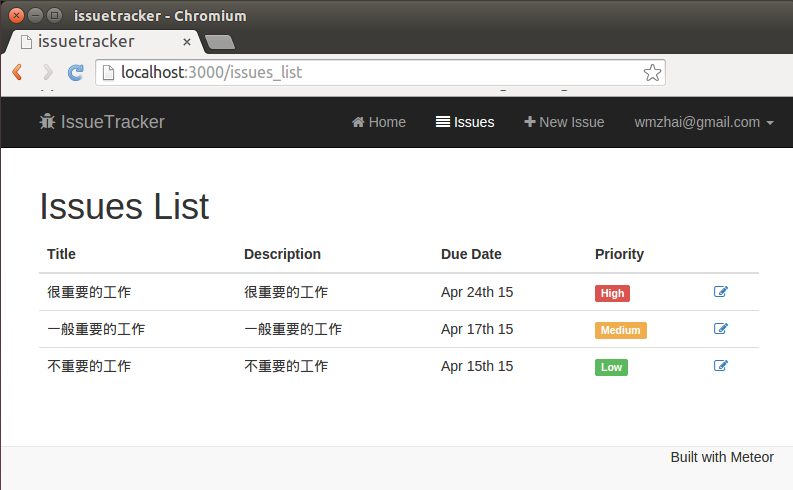 issuetracker - Chromium
issuetracker
localhost:3000/issues_list
IssueTracker Home Issues New Issue wmzhai@gmail.com
Issues List
Title Description Due Date Priority
很重要的工作 很重要的工作 Apr 24th 15 High
一般重要的工作 一般重要的工作 Apr 17th 15 Medium
不重要的工作 不重要的工作 Apr 15th 15 Low
Built with Meteor